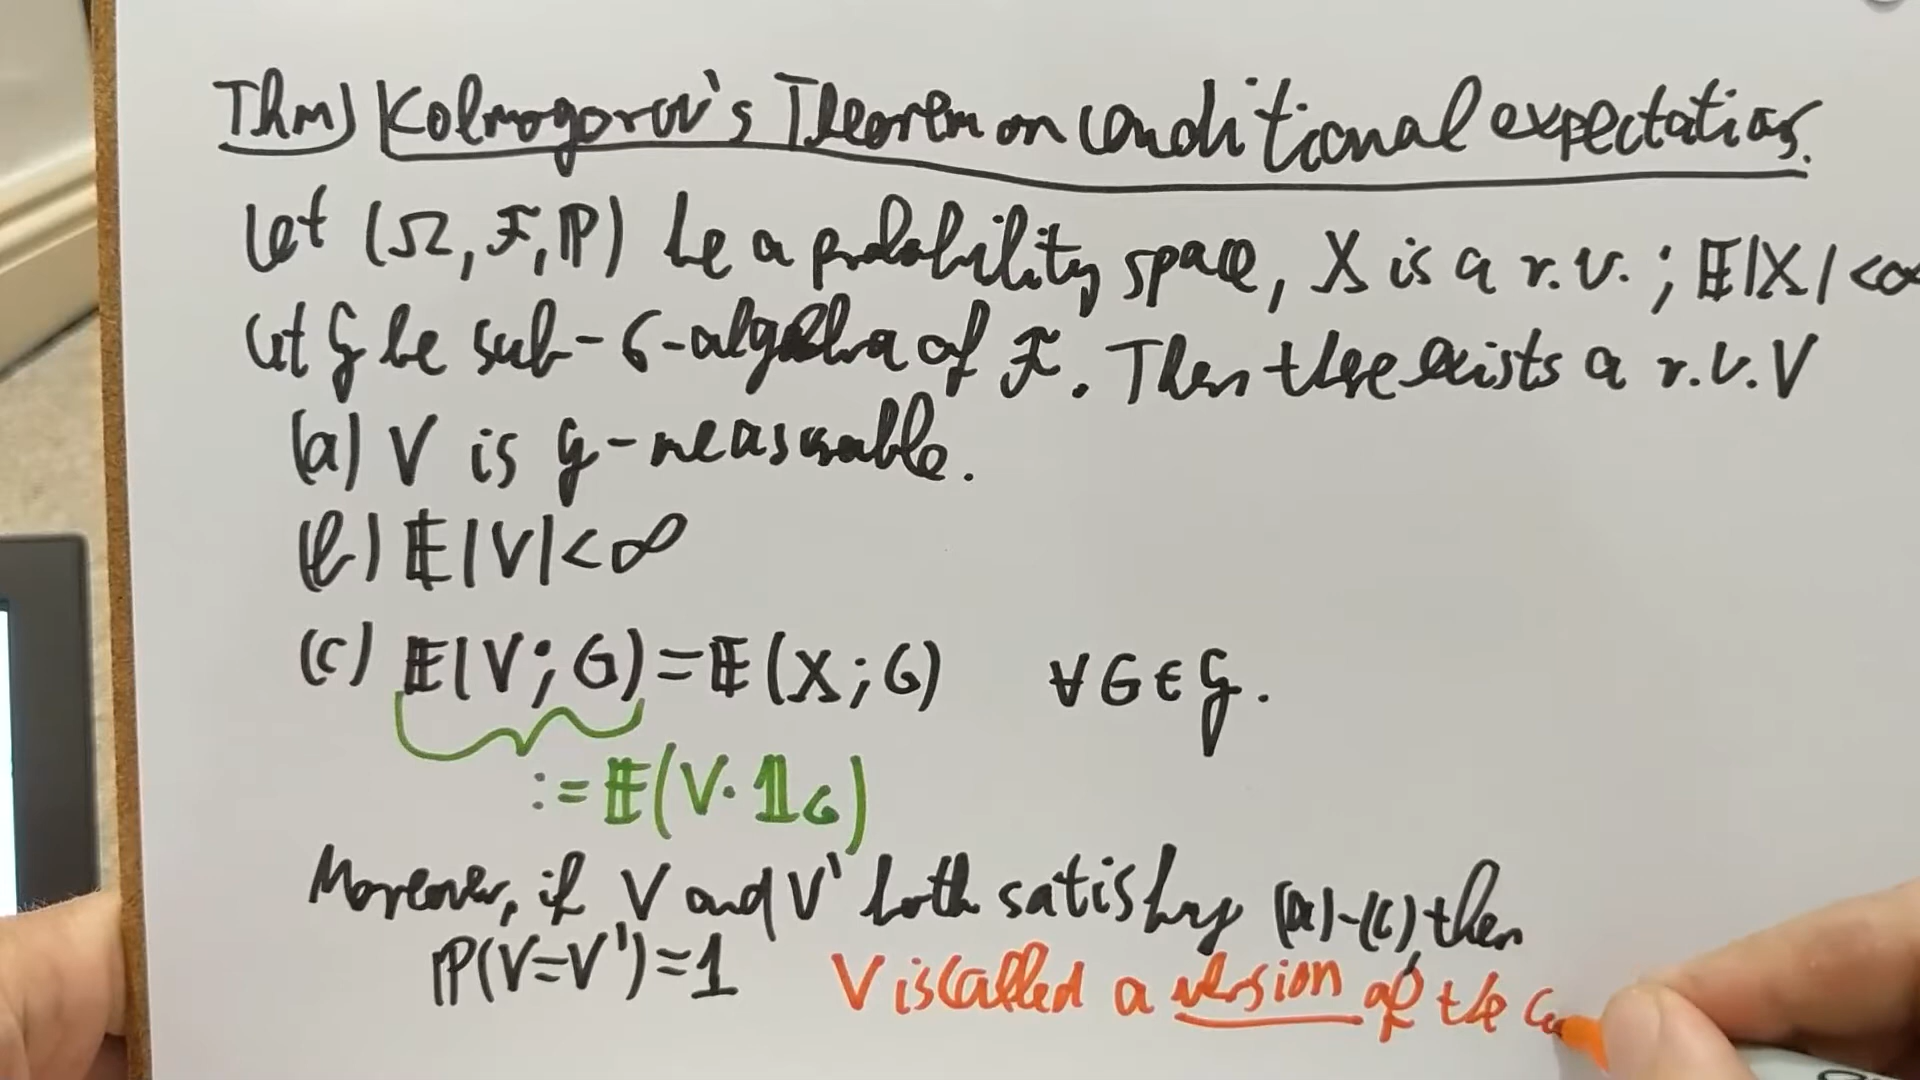 Thm) Kolmogorov's Theorem on conditional expectations.
Let (Ω, ℱ, ℙ) be a probability space, X is a r.v. ; 𝔼|X| < ∞
Let 𝒢 be sub-σ-algebra of ℱ. Then there exists a r.v. V
(a) V is 𝒢-measurable.
(b) 𝔼|V| < ∞
(c) 𝔼(V; G) = 𝔼(X; G) ∀ G ∈ 𝒢.
:= 𝔼(V · 𝟙_G)
Moreover, if V and V' both satisfy (a)-(c), then
ℙ(V=V') = 1 V is called a version of the